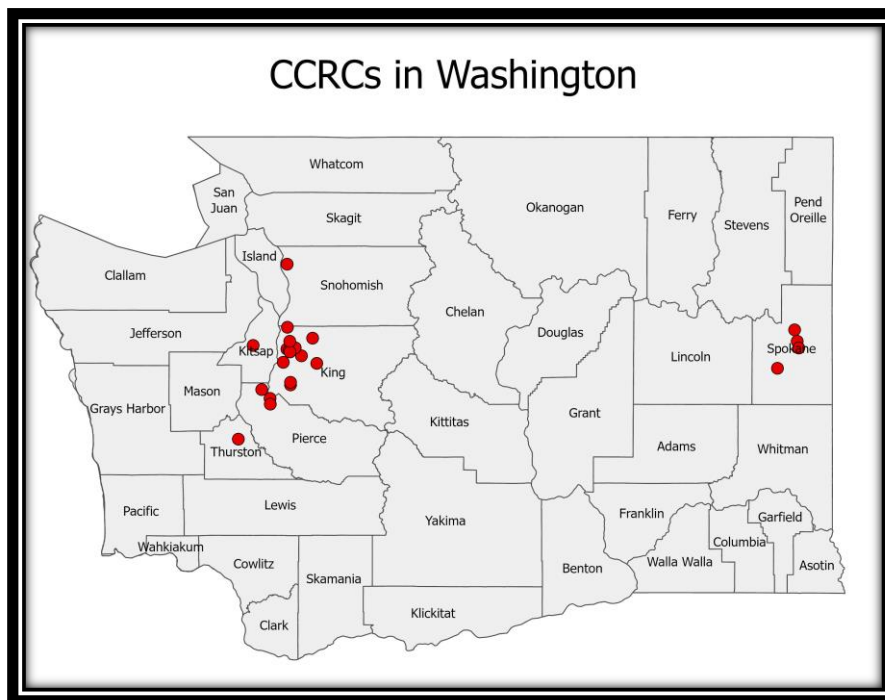 CCRCs in Washington
Whatcom
San
Juan
Skagit
Okanogan
Ferry
Stevens
Pend
Oreille
Island
Clallam
Snohomish
Chelan
Jefferson
Douglas
Kitsap
Spokane
Lincoln
King
Mason
Grays Harbor
Grant
Kittitas
Pierce
Adams
Whitman
Thurston
Lewis
Pacific
Yakima
Franklin
Garfield
Wahkiakum
Columbia
Cowlitz
Skamania
Benton
Walla Walla
Asotin
Clark
Klickitat